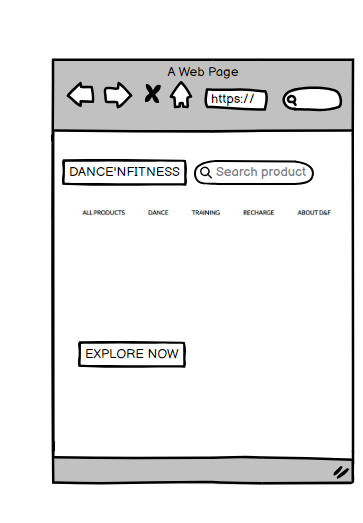 A Web Page
https://
DANCE'NFITNESS
Search product
ALL PRODUCTS DANCE TRAINING RECHARGE ABOUT D&F
EXPLORE NOW